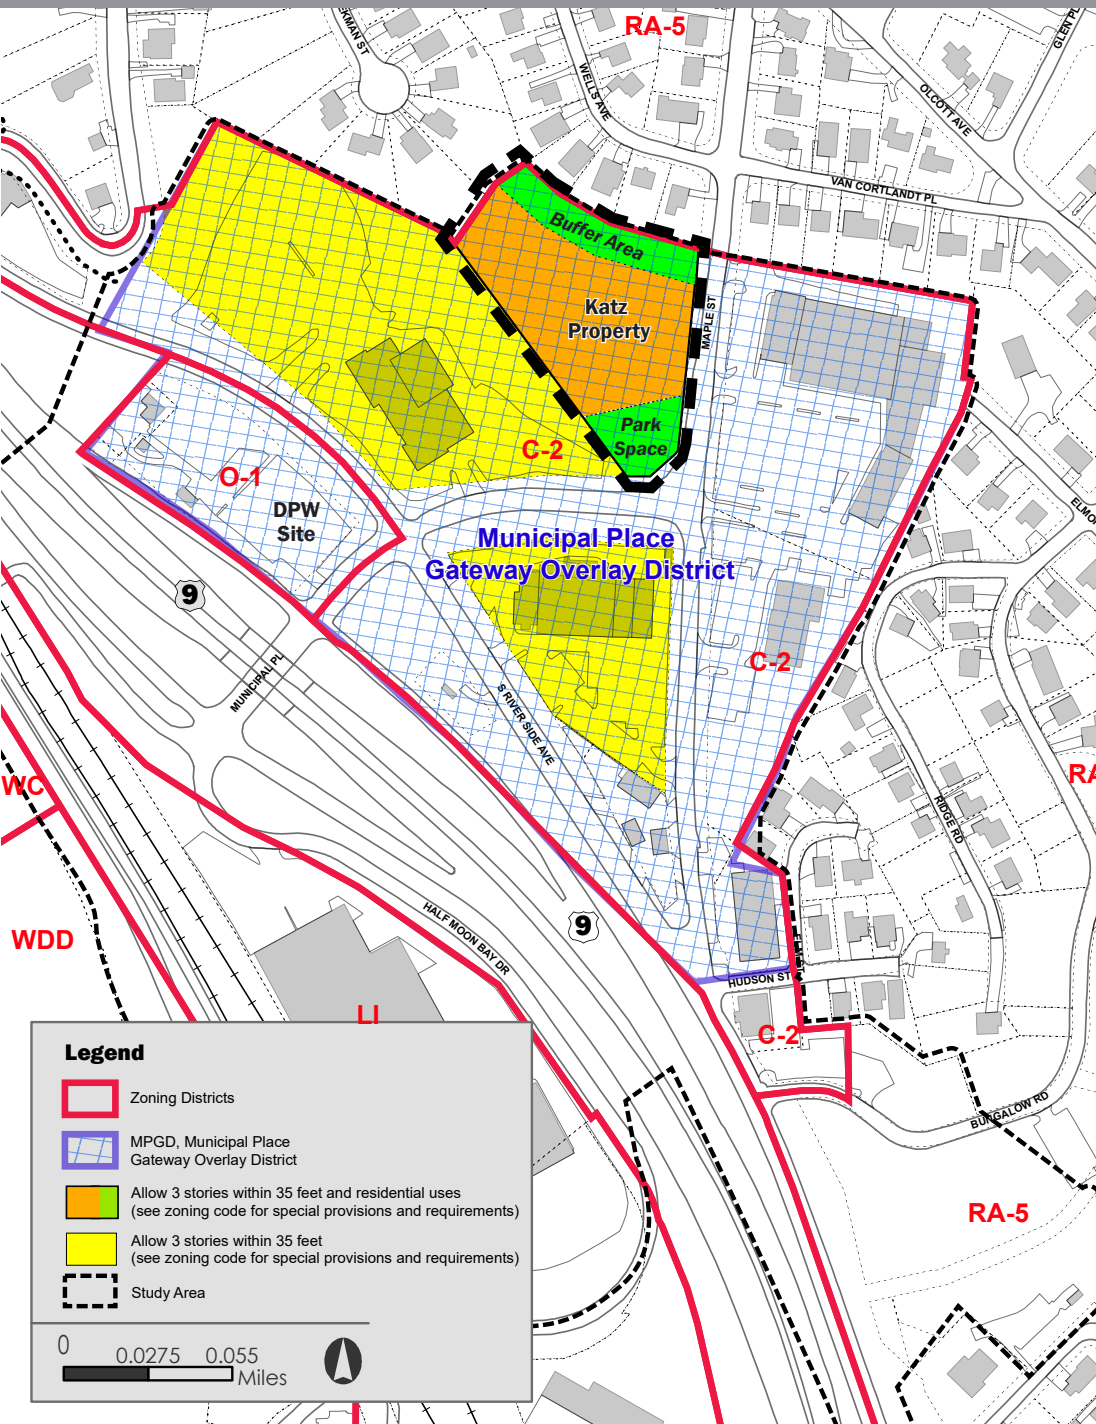 RA-5
GLEN PL
WELLS AVE
OLCOTT AVE
VAN CORTLANDT PL
Buffer Area
Katz
Property
MAPLE ST
Park
Space
C-2
O-1
DPW
Site
Municipal Place
Gateway Overlay District
9
MUNICIPAL PL
S RIVER SIDE AVE
C-2
WC
RIDGE RD
WDD
HALF MOON BAY DR
9
HUDSON ST
LI
C-2
BUNGALOW RD
RA-5
Legend
Zoning Districts
MPGD, Municipal Place
Gateway Overlay District
Allow 3 stories within 35 feet and residential uses
(see zoning code for special provisions and requirements)
Allow 3 stories within 35 feet
(see zoning code for special provisions and requirements)
Study Area
0 0.0275 0.055
Miles